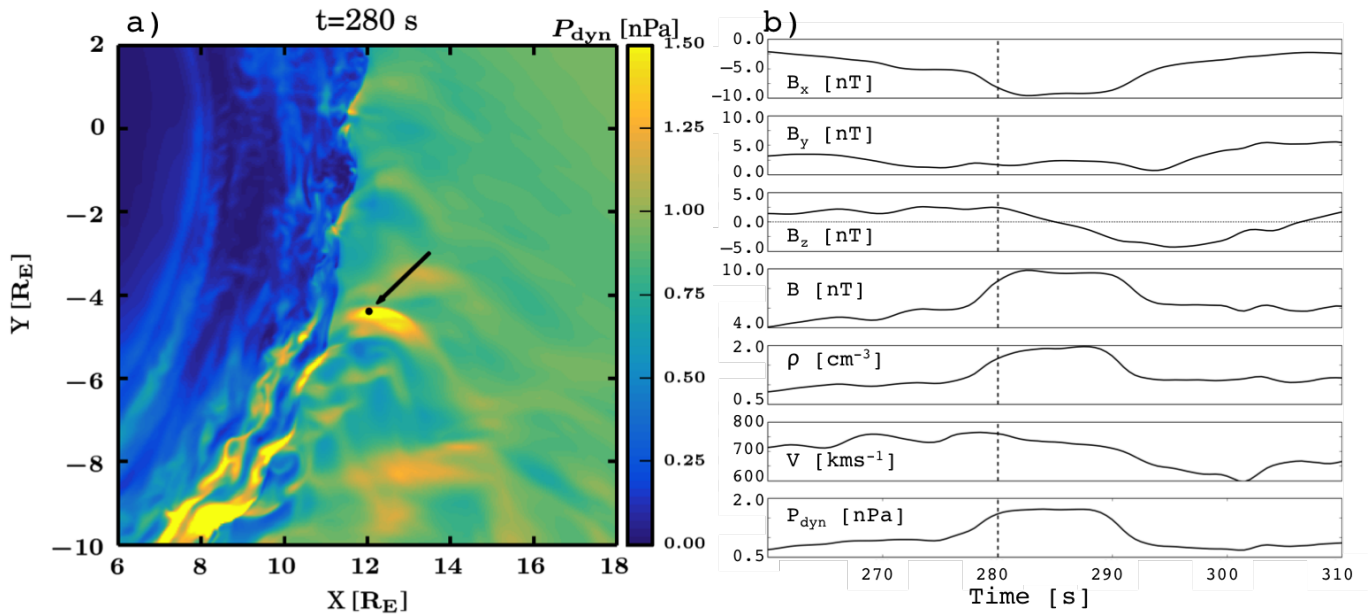 a) t=280 s
P_dyn [nPa]
2
0
−2
−4
−6
−8
−10
Y [R_E]
6 8 10 12 14 16 18
X [R_E]
1.50
1.25
1.00
0.75
0.50
0.25
0.00
b)
0.0
−5.0
−10.0
B_x [nT]
10.0
5.0
0.0
B_y [nT]
5.0
0.0
−5.0
B_z [nT]
10.0
4.0
B [nT]
2.0
0.5
ρ [cm⁻³]
800
700
600
V [kms⁻¹]
2.0
0.5
P_dyn [nPa]
270 280 290 300 310
Time [s]